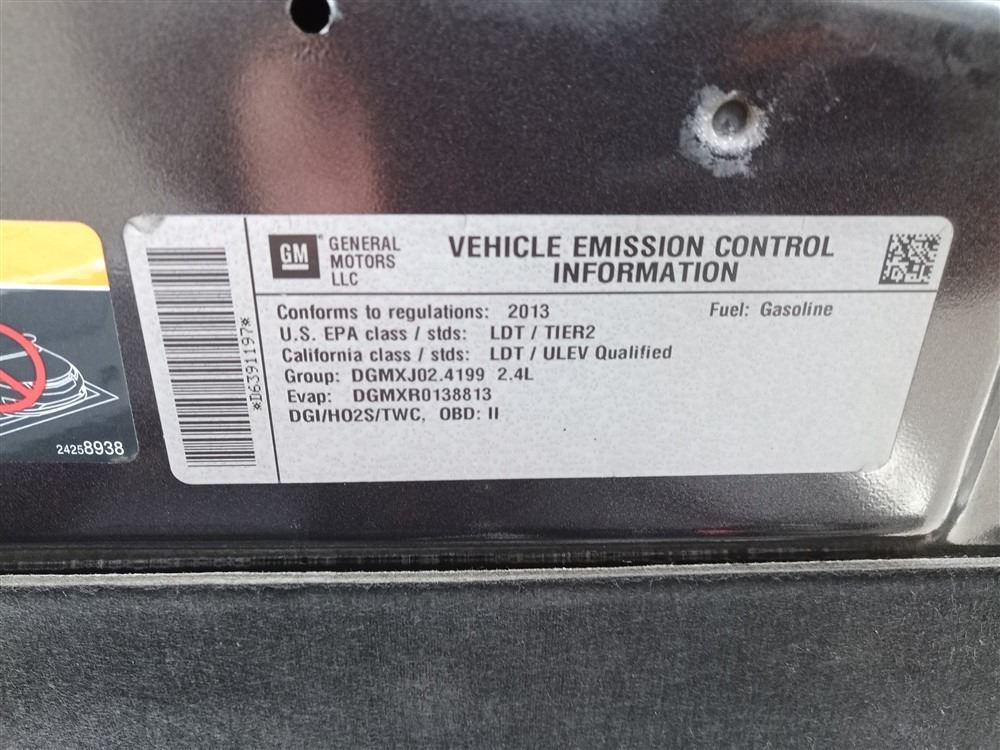 GM
GENERAL
MOTORS
LLC
VEHICLE EMISSION CONTROL
INFORMATION
*D6391197*
Conforms to regulations: 2013
Fuel: Gasoline
U.S. EPA class / stds: LDT / TIER2
California class / stds: LDT / ULEV Qualified
Group: DGMXJ02.4199 2.4L
Evap: DGMXR0138813
DGI/HO2S/TWC, OBD: II
24258938